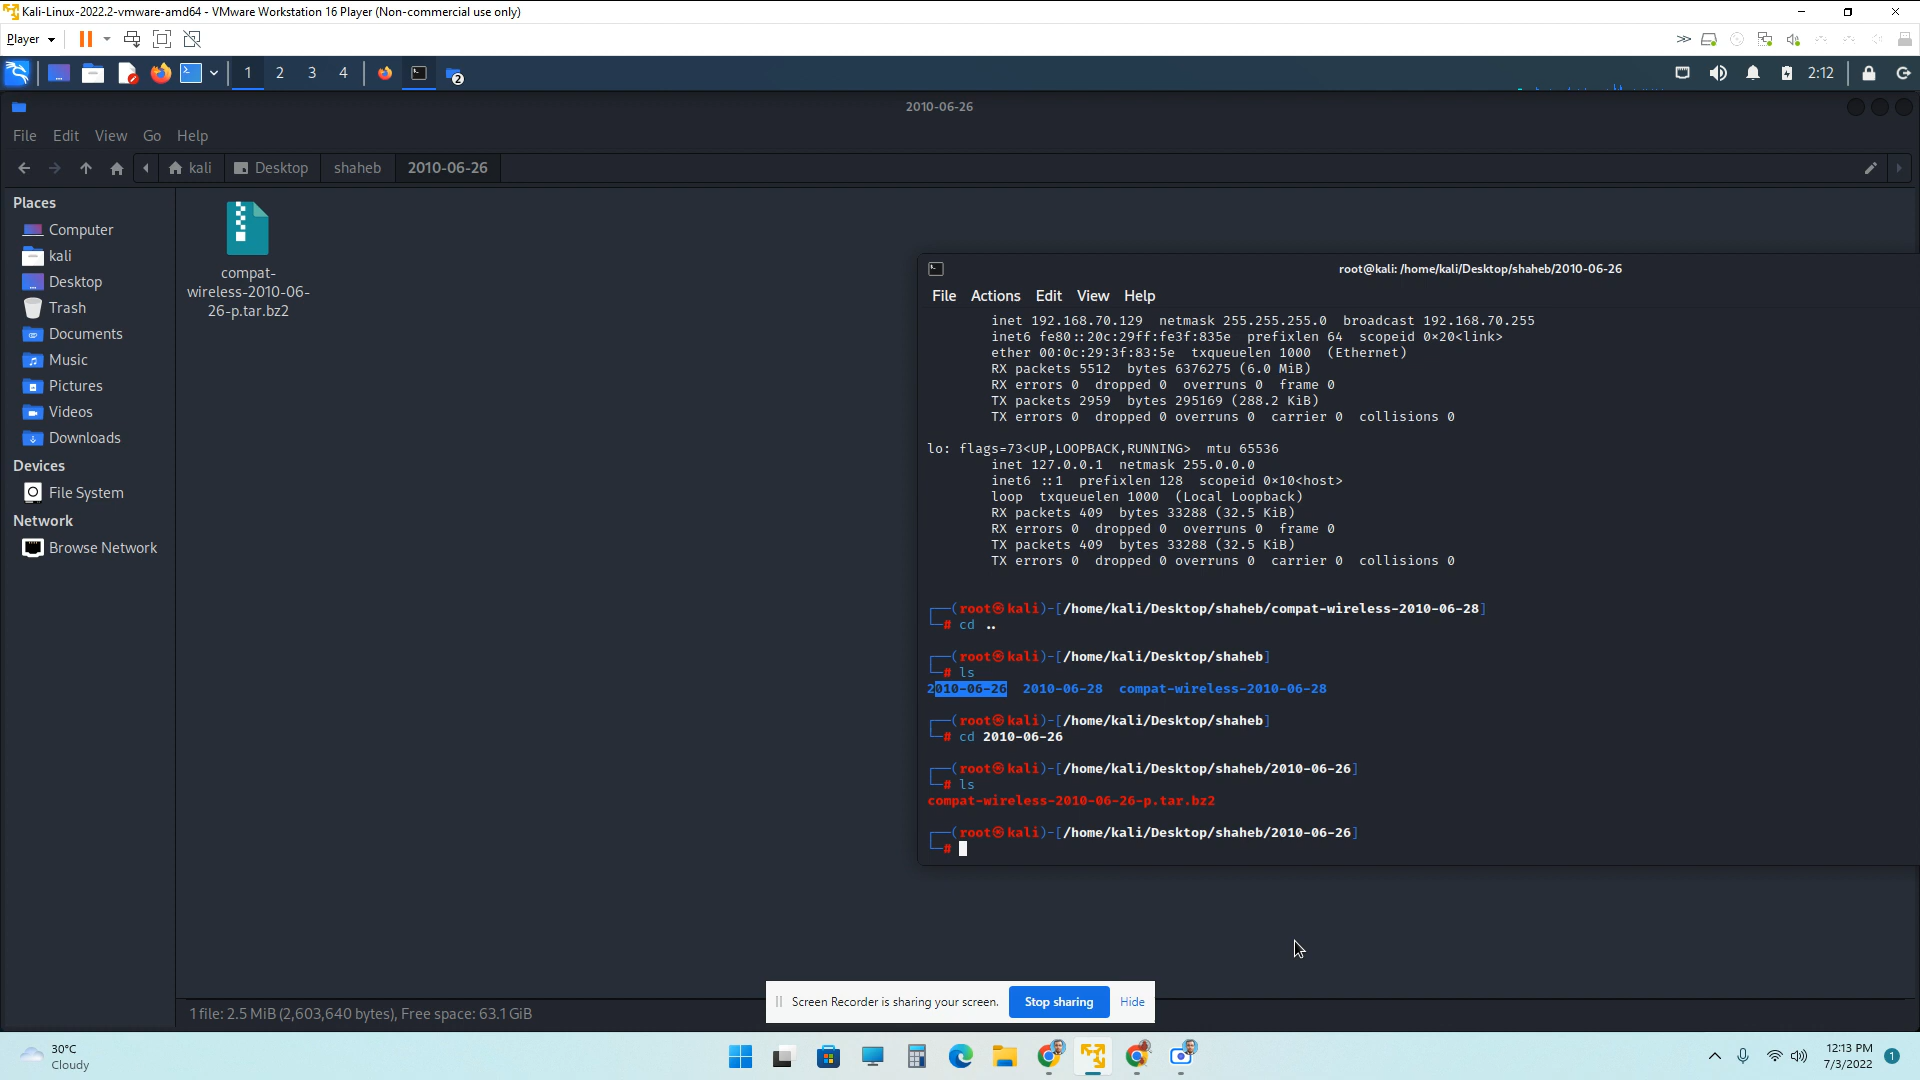 Kali-Linux-2022.2-vmware-amd64 - VMware Workstation 16 Player (Non-commercial use only)
Player
1 2 3 4 2 2:12
2010-06-26
File Edit View Go Help
kali Desktop shaheb 2010-06-26
Places
Computer
kali
Desktop
Trash
Documents
Music
Pictures
Videos
Downloads
Devices
File System
Network
Browse Network
compat-
wireless-2010-06-
26-p.tar.bz2
root@kali: /home/kali/Desktop/shaheb/2010-06-26
File Actions Edit View Help
inet 192.168.70.129 netmask 255.255.255.0 broadcast 192.168.70.255
inet6 fe80::20c:29ff:fe3f:835e prefixlen 64 scopeid 0×20<link>
ether 00:0c:29:3f:83:5e txqueuelen 1000 (Ethernet)
RX packets 5512 bytes 6376275 (6.0 MiB)
RX errors 0 dropped 0 overruns 0 frame 0
TX packets 2959 bytes 295169 (288.2 KiB)
TX errors 0 dropped 0 overruns 0 carrier 0 collisions 0
lo: flags=73<UP,LOOPBACK,RUNNING> mtu 65536
inet 127.0.0.1 netmask 255.0.0.0
inet6 ::1 prefixlen 128 scopeid 0×10<host>
loop txqueuelen 1000 (Local Loopback)
RX packets 409 bytes 33288 (32.5 KiB)
RX errors 0 dropped 0 overruns 0 frame 0
TX packets 409 bytes 33288 (32.5 KiB)
TX errors 0 dropped 0 overruns 0 carrier 0 collisions 0
┌──(root㉿kali)-[/home/kali/Desktop/shaheb/compat-wireless-2010-06-28]
└─# cd ..
┌──(root㉿kali)-[/home/kali/Desktop/shaheb]
└─# ls
2010-06-26 2010-06-28 compat-wireless-2010-06-28
┌──(root㉿kali)-[/home/kali/Desktop/shaheb]
└─# cd 2010-06-26
┌──(root㉿kali)-[/home/kali/Desktop/shaheb/2010-06-26]
└─# ls
compat-wireless-2010-06-26-p.tar.bz2
┌──(root㉿kali)-[/home/kali/Desktop/shaheb/2010-06-26]
└─#
1 file: 2.5 MiB (2,603,640 bytes), Free space: 63.1 GiB
Screen Recorder is sharing your screen. Stop sharing Hide
30°C
Cloudy
12:13 PM
7/3/2022
1